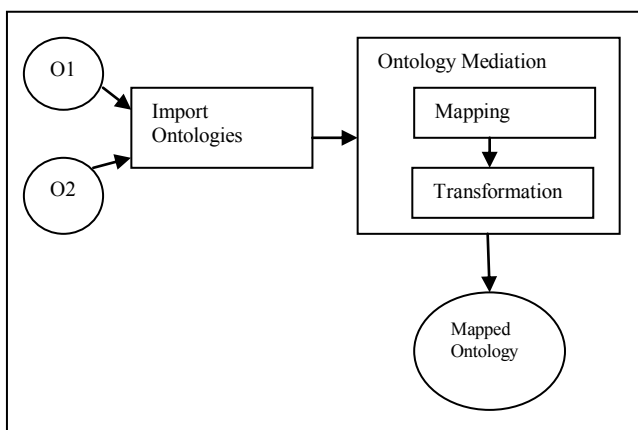 O1
O2
Import
Ontologies
Ontology Mediation
Mapping
Transformation
Mapped
Ontology